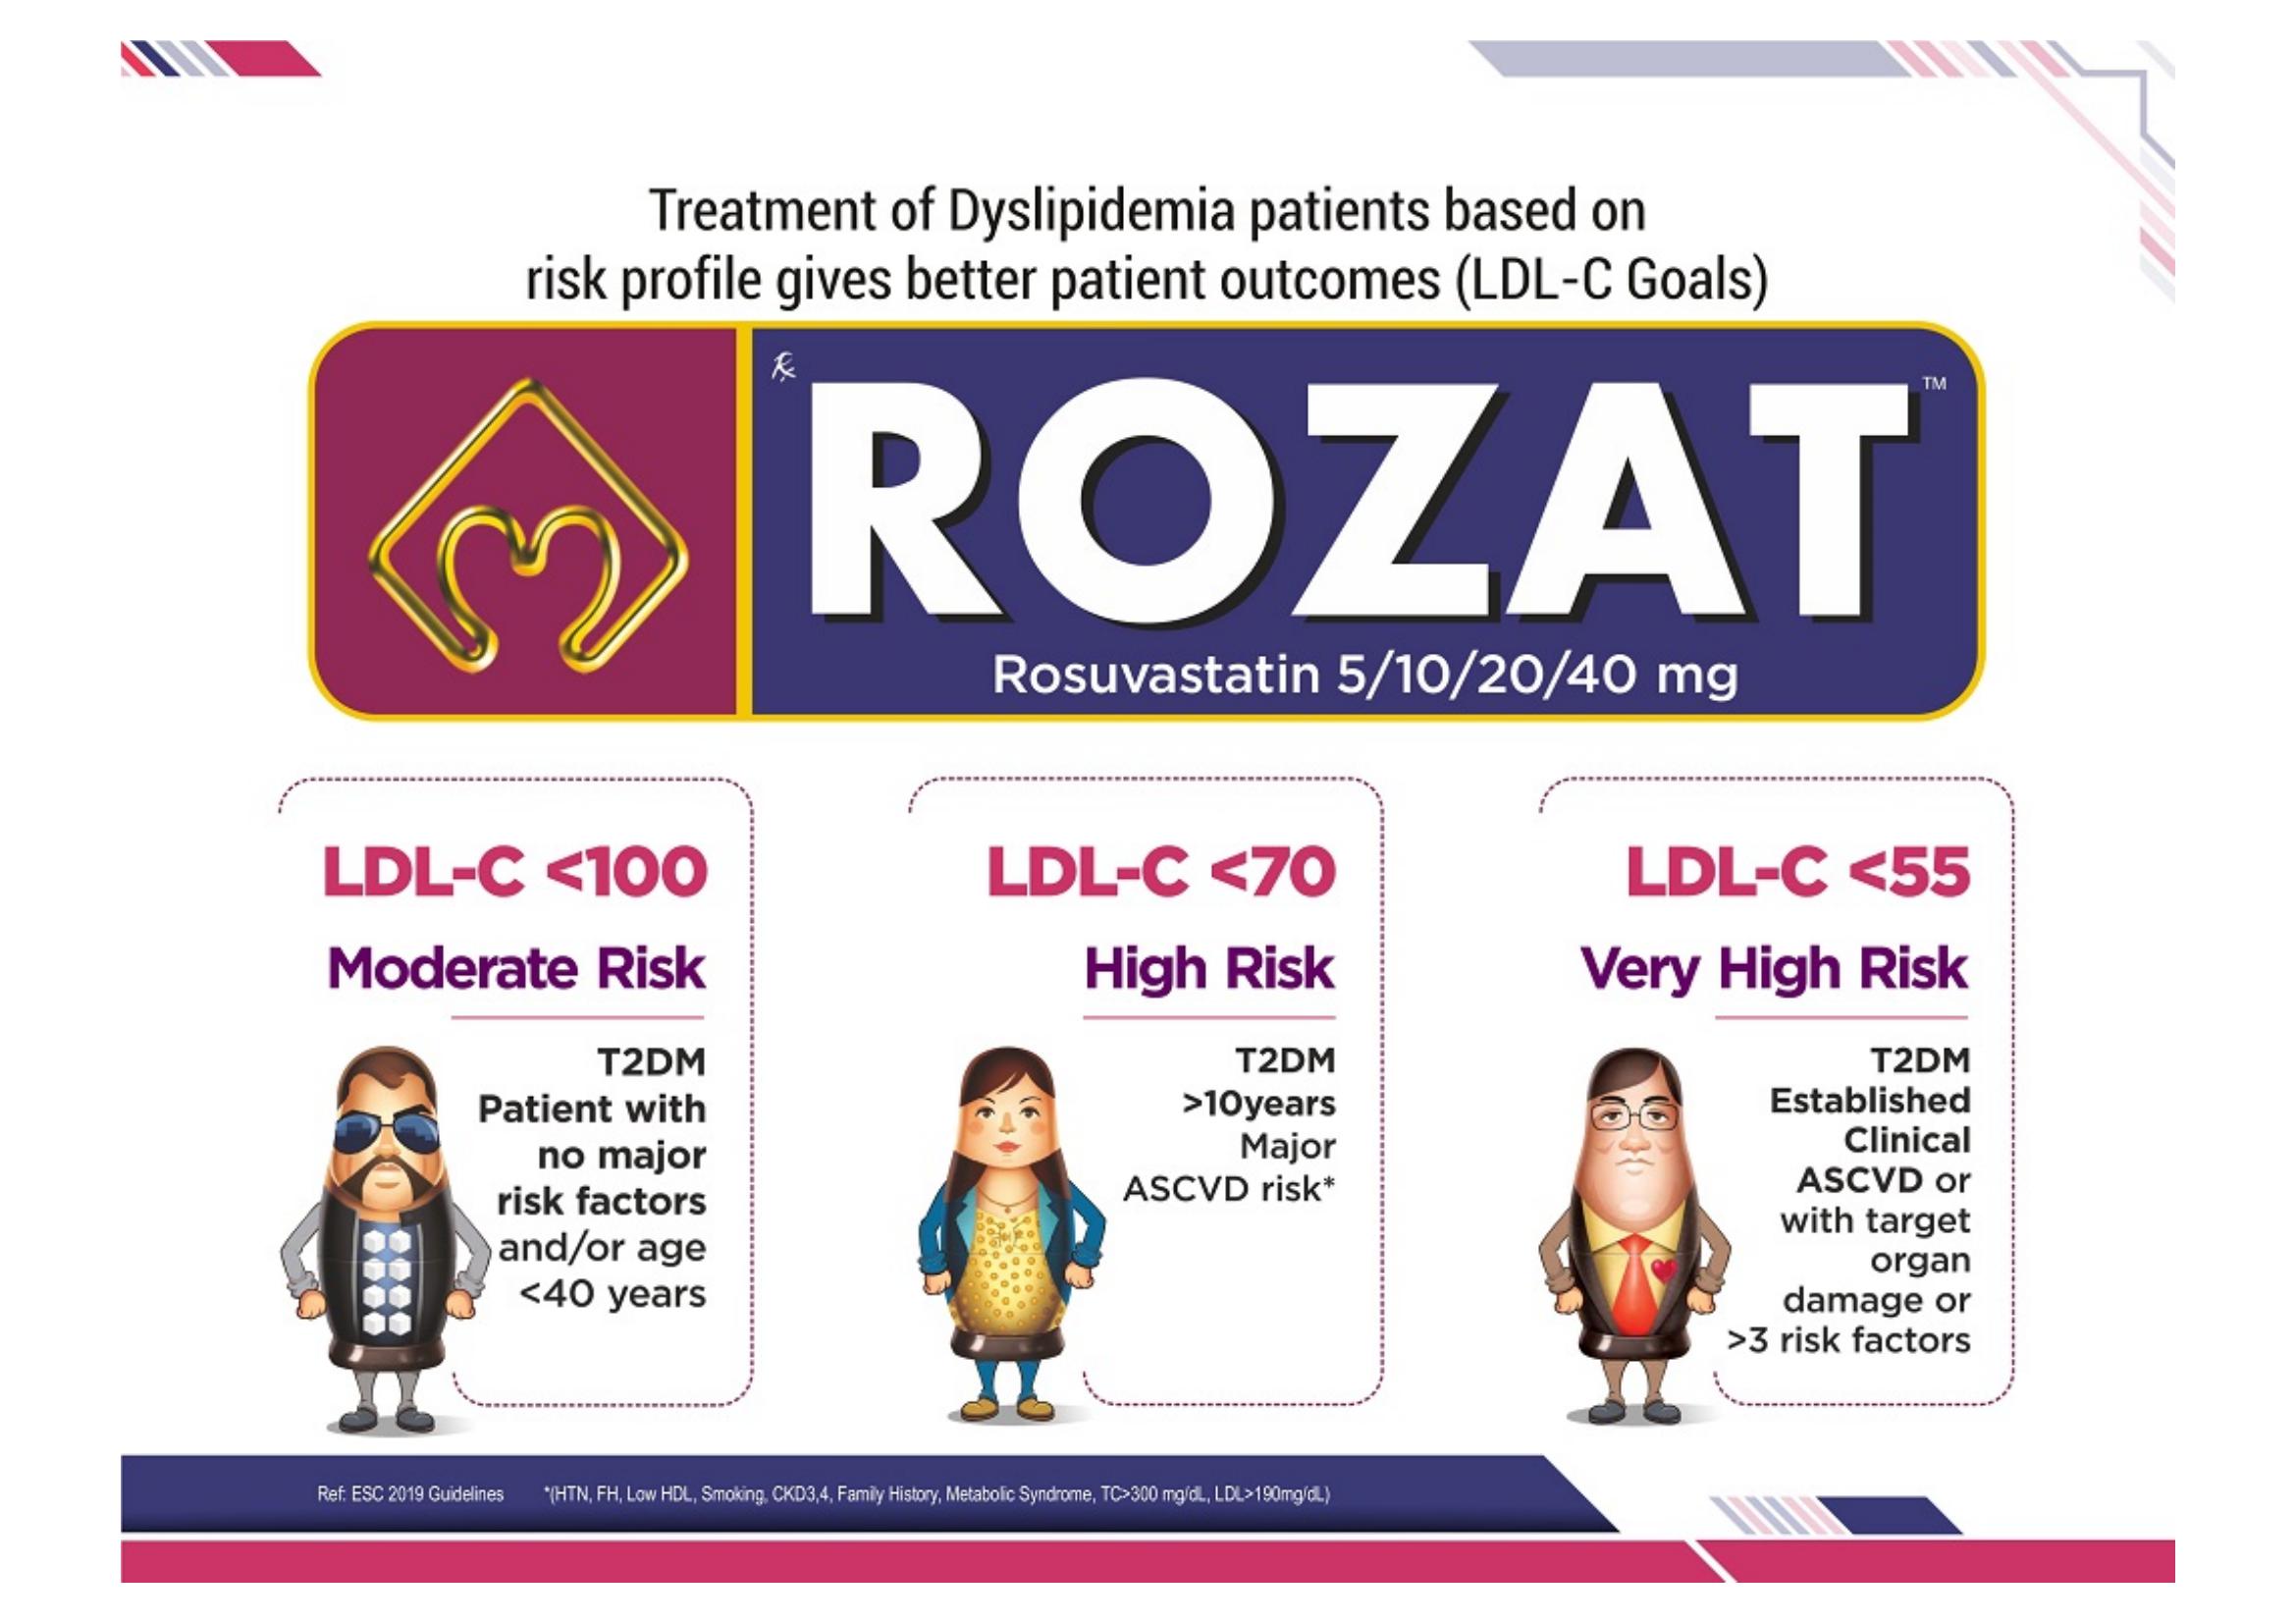 Treatment of Dyslipidemia patients based on
risk profile gives better patient outcomes (LDL-C Goals)
Rx
ROZAT™
Rosuvastatin 5/10/20/40 mg
LDL-C <100
Moderate Risk
T2DM
Patient with
no major
risk factors
and/or age
<40 years
LDL-C <70
High Risk
T2DM
>10years
Major
ASCVD risk*
LDL-C <55
Very High Risk
T2DM
Established
Clinical
ASCVD or
with target
organ
damage or
>3 risk factors
Ref: ESC 2019 Guidelines *(HTN, FH, Low HDL, Smoking, CKD3,4, Family History, Metabolic Syndrome, TC>300 mg/dL, LDL>190mg/dL)